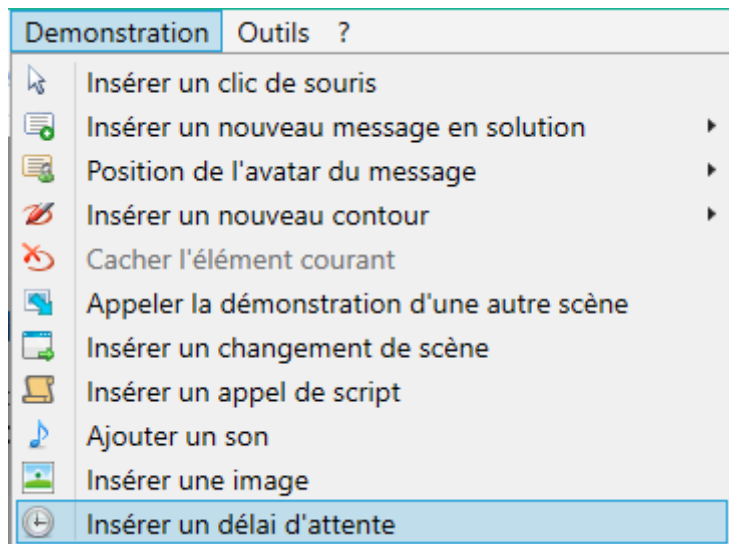 Demonstration Outils ?
Insérer un clic de souris
Insérer un nouveau message en solution
Position de l'avatar du message
Insérer un nouveau contour
Cacher l'élément courant
Appeler la démonstration d'une autre scène
Insérer un changement de scène
Insérer un appel de script
Ajouter un son
Insérer une image
Insérer un délai d'attente